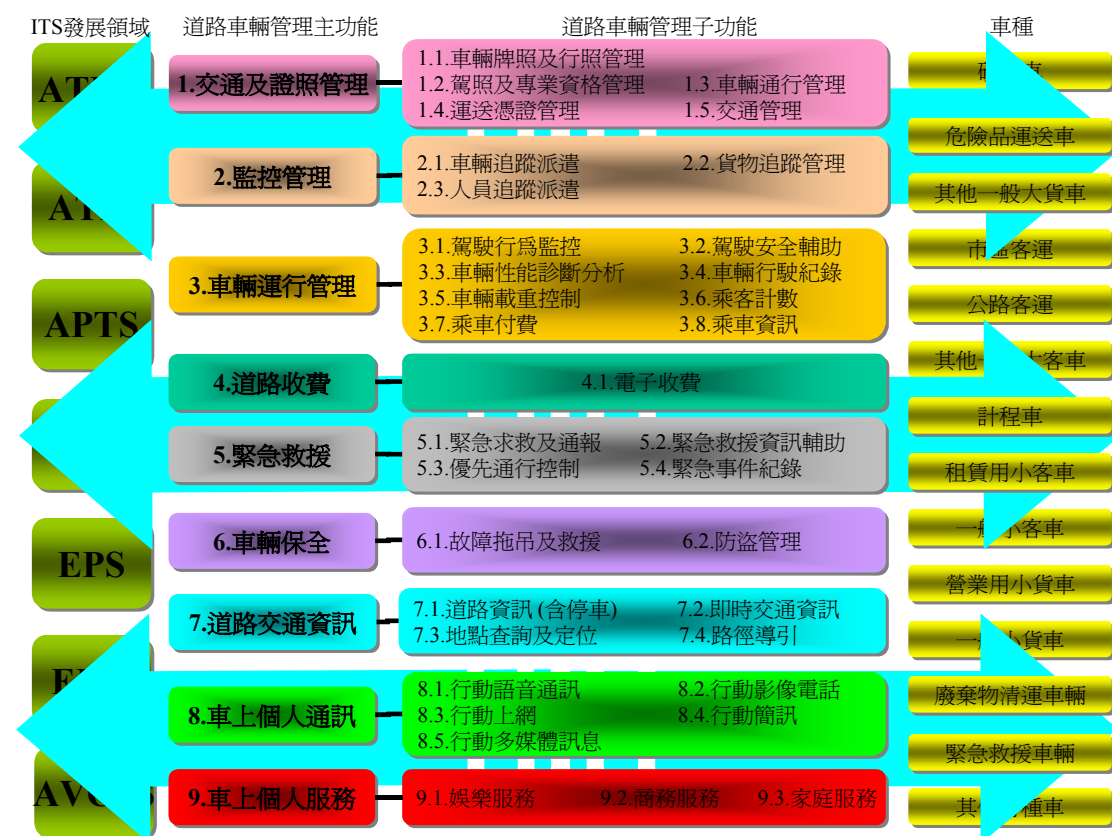 ITS發展領域 道路車輛管理主功能 道路車輛管理子功能 車種
APTS
EPS
1.交通及證照管理
1.1.車輛牌照及行照管理
1.2.駕照及專業資格管理 1.3.車輛通行管理
1.4.運送憑證管理 1.5.交通管理
2.監控管理
2.1.車輛追蹤派遣 2.2.貨物追蹤管理
2.3.人員追蹤派遣
3.車輛運行管理
3.1.駕駛行爲監控 3.2.駕駛安全輔助
3.3.車輛性能診斷分析 3.4.車輛行駛紀錄
3.5.車輛載重控制 3.6.乘客計數
3.7.乘車付費 3.8.乘車資訊
4.道路收費
4.1.電子收費
5.緊急救援
5.1.緊急求救及通報 5.2.緊急救援資訊輔助
5.3.優先通行控制 5.4.緊急事件紀錄
6.車輛保全
6.1.故障拖吊及救援 6.2.防盜管理
7.道路交通資訊
7.1.道路資訊(含停車) 7.2.即時交通資訊
7.3.地點查詢及定位 7.4.路徑導引
8.車上個人通訊
8.1.行動語音通訊 8.2.行動影像電話
8.3.行動上網 8.4.行動簡訊
8.5.行動多媒體訊息
9.車上個人服務
9.1.娛樂服務 9.2.商務服務 9.3.家庭服務
危險品運送車
其他一般大貨車
市區客運
公路客運
計程車
租賃用小客車
一般小客車
營業用小貨車
廢棄物清運車輛
緊急救援車輛